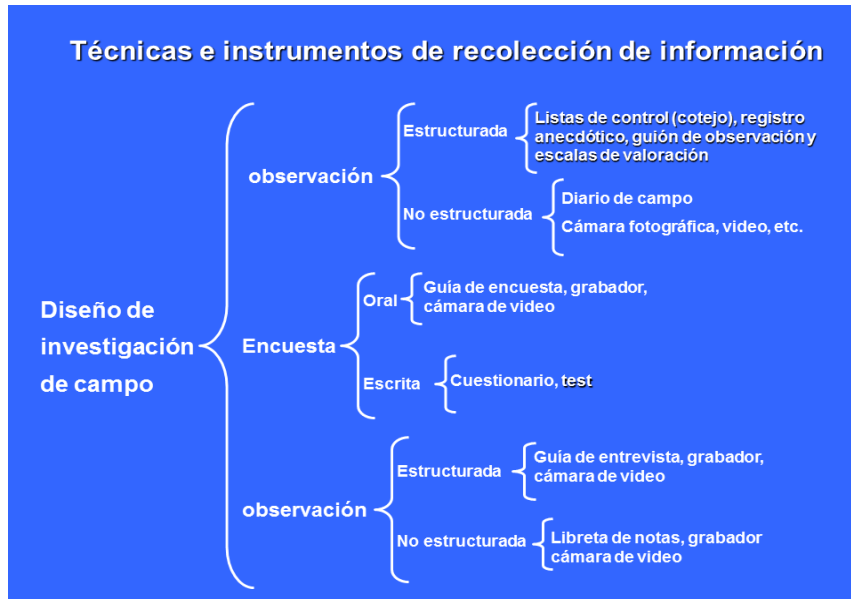 Técnicas e instrumentos de recolección de información
Diseño de
investigación
de campo
observación
Estructurada
Listas de control (cotejo), registro
anecdótico, guión de observación y
escalas de valoración
No estructurada
Diario de campo
Cámara fotográfica, video, etc.
Encuesta
Oral
Guía de encuesta, grabador,
cámara de video
Escrita
Cuestionario, test
observación
Estructurada
Guía de entrevista, grabador,
cámara de video
No estructurada
Libreta de notas, grabador
cámara de video